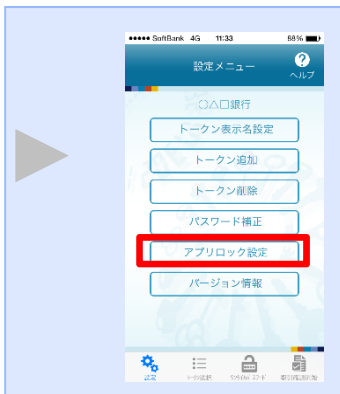 ●●●●● SoftBank 4G 11:33 88%
設定メニュー
ヘルプ
○△□銀行
トークン表示名設定
トークン追加
トークン削除
パスワード補正
アプリロック設定
バージョン情報
設定